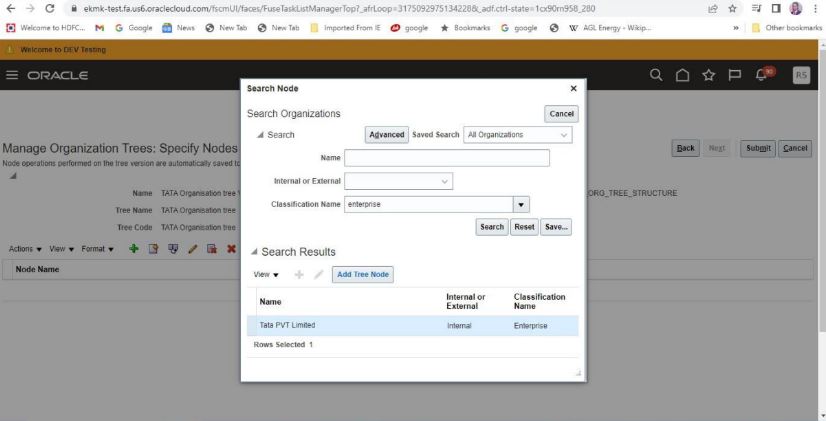 ekmk-test.fa.us6.oraclecloud.com/fscmUI/faces/FuseTaskListManagerTop?_afrLoop=31750929751342288&_adf.ctrl-state=1cx90rn958_280
Welcome to HDFC... Google News New Tab New Tab Imported From IE google Bookmarks google AGL Energy - Wikip... » Other bookmarks
Welcome to DEV Testing
ORACLE 90 RS
Search Node
Search Organizations Cancel
Search Advanced Saved Search All Organizations
Manage Organization Trees: Specify Nodes Back Next Submit Cancel
Name
Node operations performed on the tree version are automatically saved to
Internal or External
Name TATA Organisation tree ORG_TREE_STRUCTURE
Classification Name enterprise
Tree Name TATA Organisation tree
Tree Code TATA Organisation tree
Search Reset Save...
Actions View Format
Search Results
Node Name
View Add Tree Node
Name Internal or External Classification Name
Tata PVT Limited Internal Enterprise
Rows Selected 1